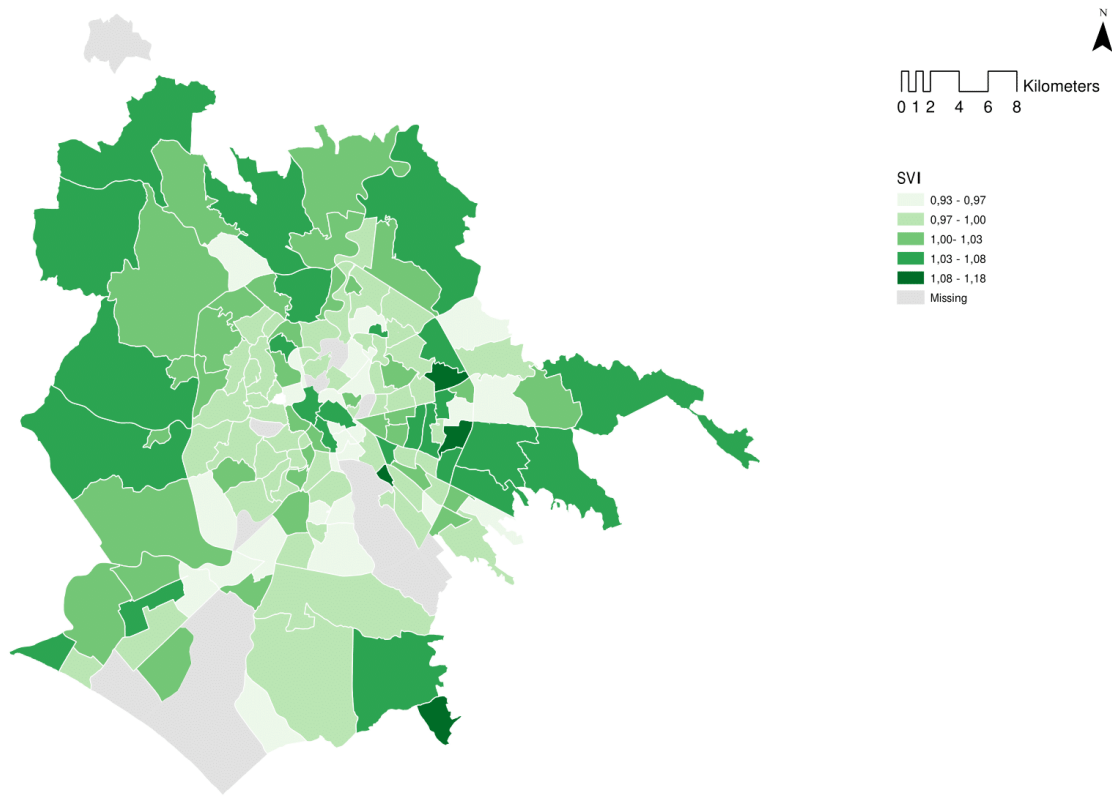 N
Kilometers
0 1 2 4 6 8
SVI
0,93 - 0,97
0,97 - 1,00
1,00- 1,03
1,03 - 1,08
1,08 - 1,18
Missing